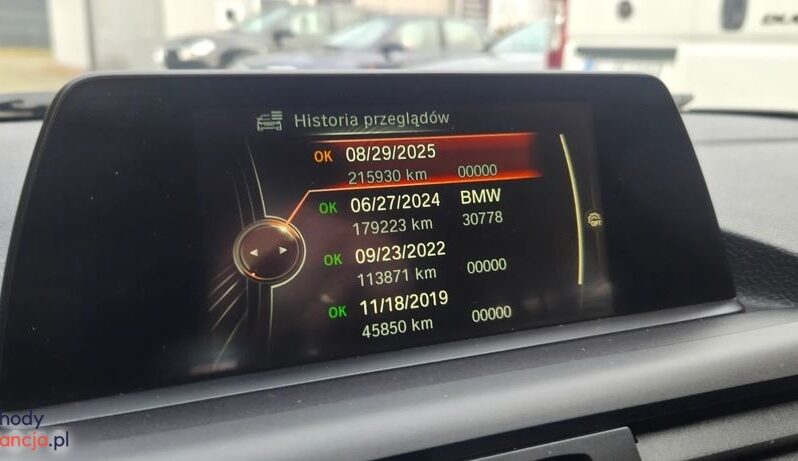 Historia przeglądów
OK 08/29/2025
215930 km 00000
OK 06/27/2024 BMW
179223 km 30778
OK 09/23/2022
113871 km 00000
OK 11/18/2019
45850 km 00000
hody
ancja.pl